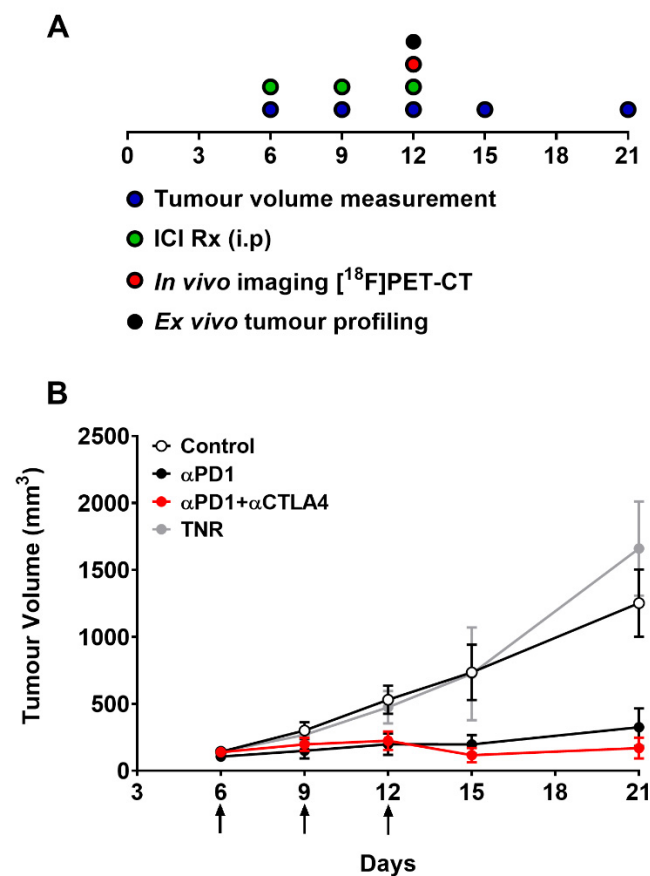 A
0 3 6 9 12 15 21
Tumour volume measurement
ICI Rx (i.p)
In vivo imaging [¹⁸F]PET-CT
Ex vivo tumour profiling
B
Tumour Volume (mm³)
2500
2000
1500
1000
500
0
Control
αPD1
αPD1+αCTLA4
TNR
3 6 9 12 15 18 21
Days